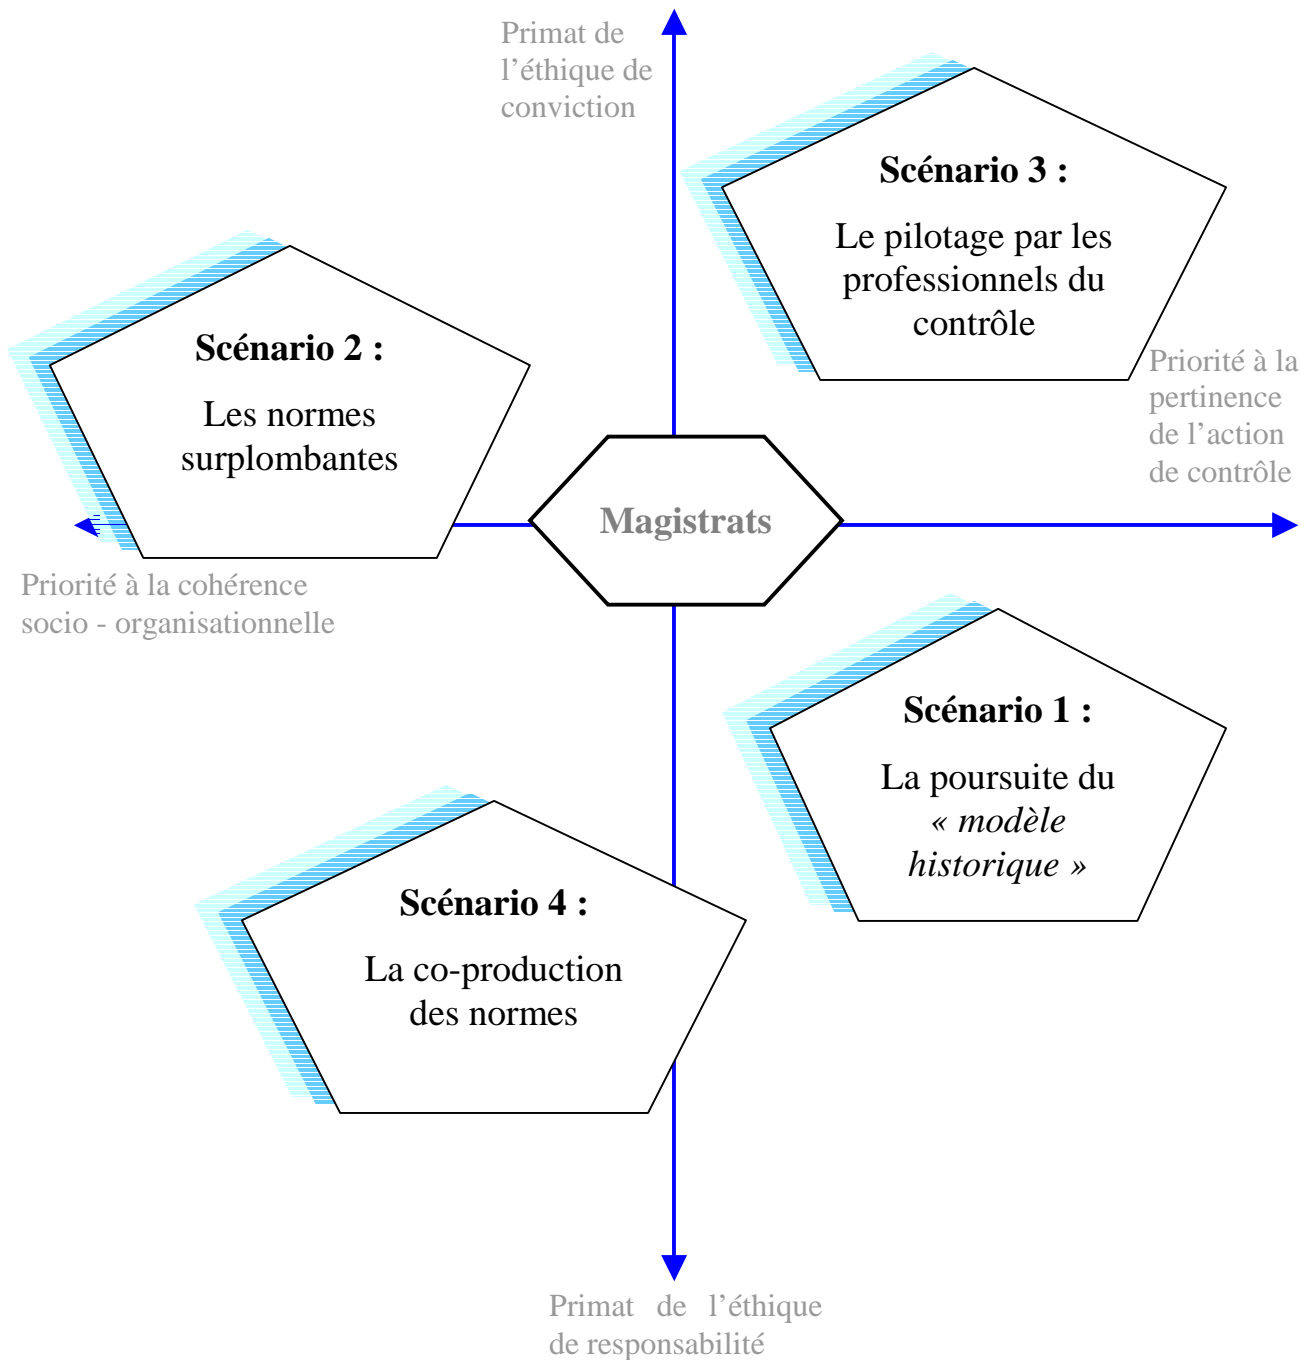 Primat de
l’éthique de
conviction
Scénario 3 :
Le pilotage par les
professionnels du
contrôle
Scénario 2 :
Les normes
surplombantes
Priorité à la
pertinence
de l’action
de contrôle
Magistrats
Priorité à la cohérence
socio - organisationnelle
Scénario 1 :
La poursuite du
« modèle
historique »
Scénario 4 :
La co-production
des normes
Primat de l’éthique
de responsabilité